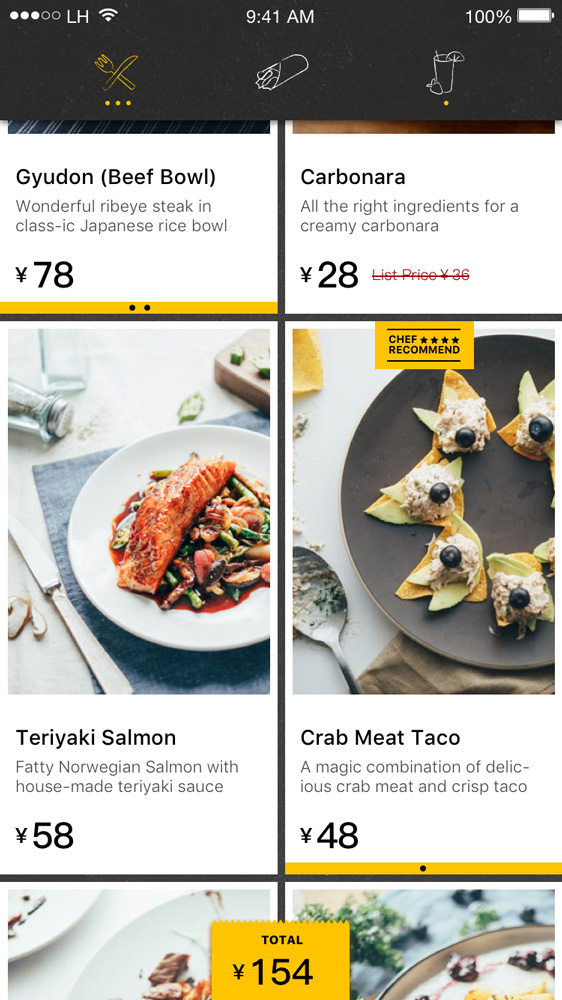 LH 9:41 AM 100%
Gyudon (Beef Bowl)
Wonderful ribeye steak in
class-ic Japanese rice bowl
¥ 78
Carbonara
All the right ingredients for a
creamy carbonara
¥ 28 List Price ¥ 36
CHEF ★★★★
RECOMMEND
Teriyaki Salmon
Fatty Norwegian Salmon with
house-made teriyaki sauce
¥ 58
Crab Meat Taco
A magic combination of delic-
ious crab meat and crisp taco
¥ 48
TOTAL
¥ 154